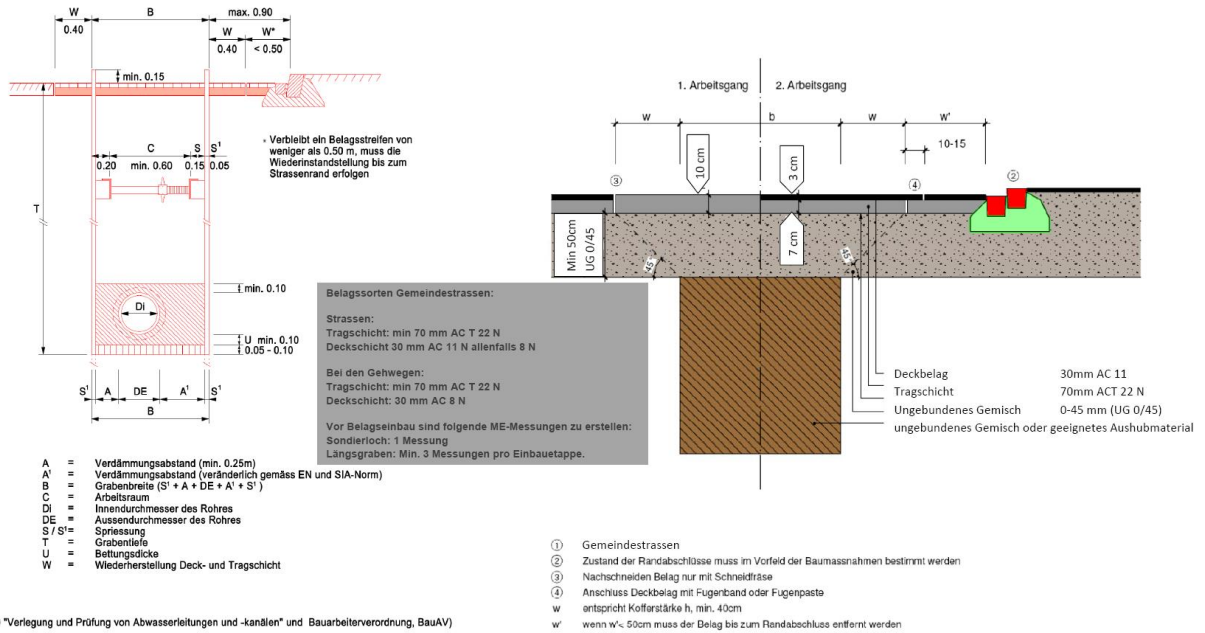 W
B
max. 0.90
0.40
W
W*
0.40
< 0.50
min. 0.15
C
S
S¹
0.20
min. 0.60
0.15
0.05
* Verbleibt ein Belagsstreifen von
weniger als 0.50 m, muss die
Wiederinstandstellung bis zum
Strassenrand erfolgen
T
min. 0.10
Di
U min. 0.10
0.05 - 0.10
S¹
A
DE
A¹
S¹
B
A = Verdämmungsabstand (min. 0.25m)
A¹ = Verdämmungsabstand (veränderlich gemäss EN und SIA-Norm)
B = Grabenbreite (S¹ + A + DE + A¹ + S¹ )
C = Arbeitsraum
Di = Innendurchmesser des Rohres
DE = Aussendurchmesser des Rohres
S / S¹ = Spriessung
T = Grabentiefe
U = Bettungsdicke
W = Wiederherstellung Deck- und Tragschicht
"Verlegung und Prüfung von Abwasserleitungen und -kanälen" und Bauarbeiterverordnung, BauAV)
Belagssorten Gemeindestrassen:
Strassen:
Tragschicht: min 70 mm AC T 22 N
Deckschicht 30 mm AC 11 N allenfalls 8 N
Bei den Gehwegen:
Tragschicht: min 70 mm AC T 22 N
Deckschicht: 30 mm AC 8 N
Vor Belagseinbau sind folgende ME-Messungen zu erstellen:
Sondierloch: 1 Messung
Längsgraben: Min. 3 Messungen pro Einbauetappe.
1. Arbeitsgang
2. Arbeitsgang
w
b
w
w'
10-15
10 cm
3 cm
③
④
②
Min 50cm
UG 0/45
7 cm
45
45
Deckbelag 30mm AC 11
Tragschicht 70mm ACT 22 N
Ungebundenes Gemisch 0-45 mm (UG 0/45)
ungebundenes Gemisch oder geeignetes Aushubmaterial
① Gemeindestrassen
② Zustand der Randabschlüsse muss im Vorfeld der Baumassnahmen bestimmt werden
③ Nachschneiden Belag nur mit Schneidfräse
④ Anschluss Deckbelag mit Fugenband oder Fugenpaste
w entspricht Kofferstärke h, min. 40cm
w' wenn w'< 50cm muss der Belag bis zum Randabschluss entfernt werden